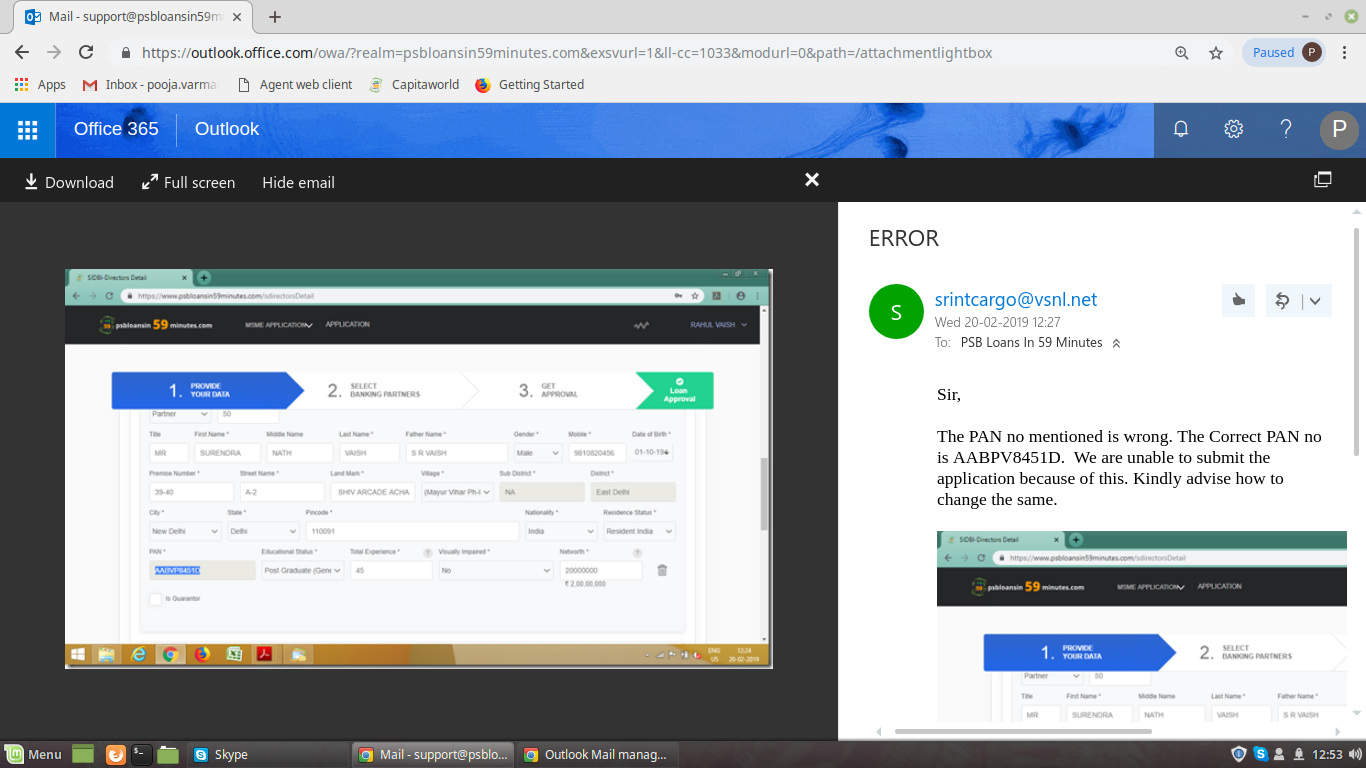 Mail - support@psbloansin59m
https://outlook.office.com/owa/?realm=psbloansin59minutes.com&exsvurl=1&ll-cc=1033&modurl=0&path=/attachmentlightbox
Paused P
Apps Inbox - pooja.varma Agent web client Capitaworld Getting Started
Office 365 Outlook P
Download Full screen Hide email
ERROR
S
srintcargo@vsnl.net
Wed 20-02-2019 12:27
To: PSB Loans In 59 Minutes
Sir,
The PAN no mentioned is wrong. The Correct PAN no
is AABPV8451D. We are unable to submit the
application because of this. Kindly advise how to
change the same.
SIDBI-Directors Detail
https://www.psbloansin59minutes.com/sdirectorsDetail
psbloansin 59 minutes.com MSME APPLICATION APPLICATION RAHUL VAISH
1. PROVIDE YOUR DATA 2. SELECT BANKING PARTNERS 3. GET APPROVAL Loan Approval
Partner 50
Title First Name * Middle Name Last Name * Father Name * Gender * Mobile * Date of Birth *
MR SURENDRA NATH VAISH S R VAISH Male 9810820456 01-10-19
Premise Number * Street Name * Land Mark * Village * Sub District * District *
39-40 A-2 SHIV ARCADE ACHA (Mayur Vihar Ph-I NA East Delhi
City * State * Pincode * Nationality * Residence Status *
New Delhi Delhi 110091 India Resident India
PAN * Educational Status * Total Experience * Visually Impaired * Networth *
AABVP8451D Post Graduate (Gene 45 No 20000000
₹ 2,00,00,000
Is Guarantor
ENG 12:24
US 20-02-2019
SIDBI-Directors Detail
https://www.psbloansin59minutes.com/sdirectorsDetail
psbloansin 59 minutes.com MSME APPLICATION APPLICATION
1. PROVIDE YOUR DATA 2. SELECT BANKING PARTNERS
Partner 50
Title First Name * Middle Name Last Name * Father Name *
MR SURENDRA NATH VAISH S R VAISH
Menu Skype Mail - support@psblo... Outlook Mail manag... 12:53